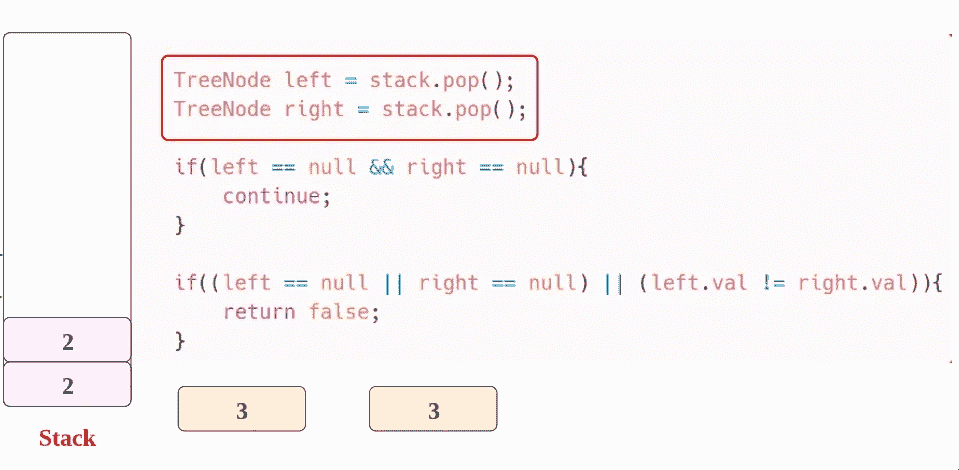 TreeNode left = stack.pop();
TreeNode right = stack.pop();
if(left == null && right == null){
continue;
}
if((left == null || right == null) || (left.val != right.val)){
return false;
}
2
2
3 3
Stack